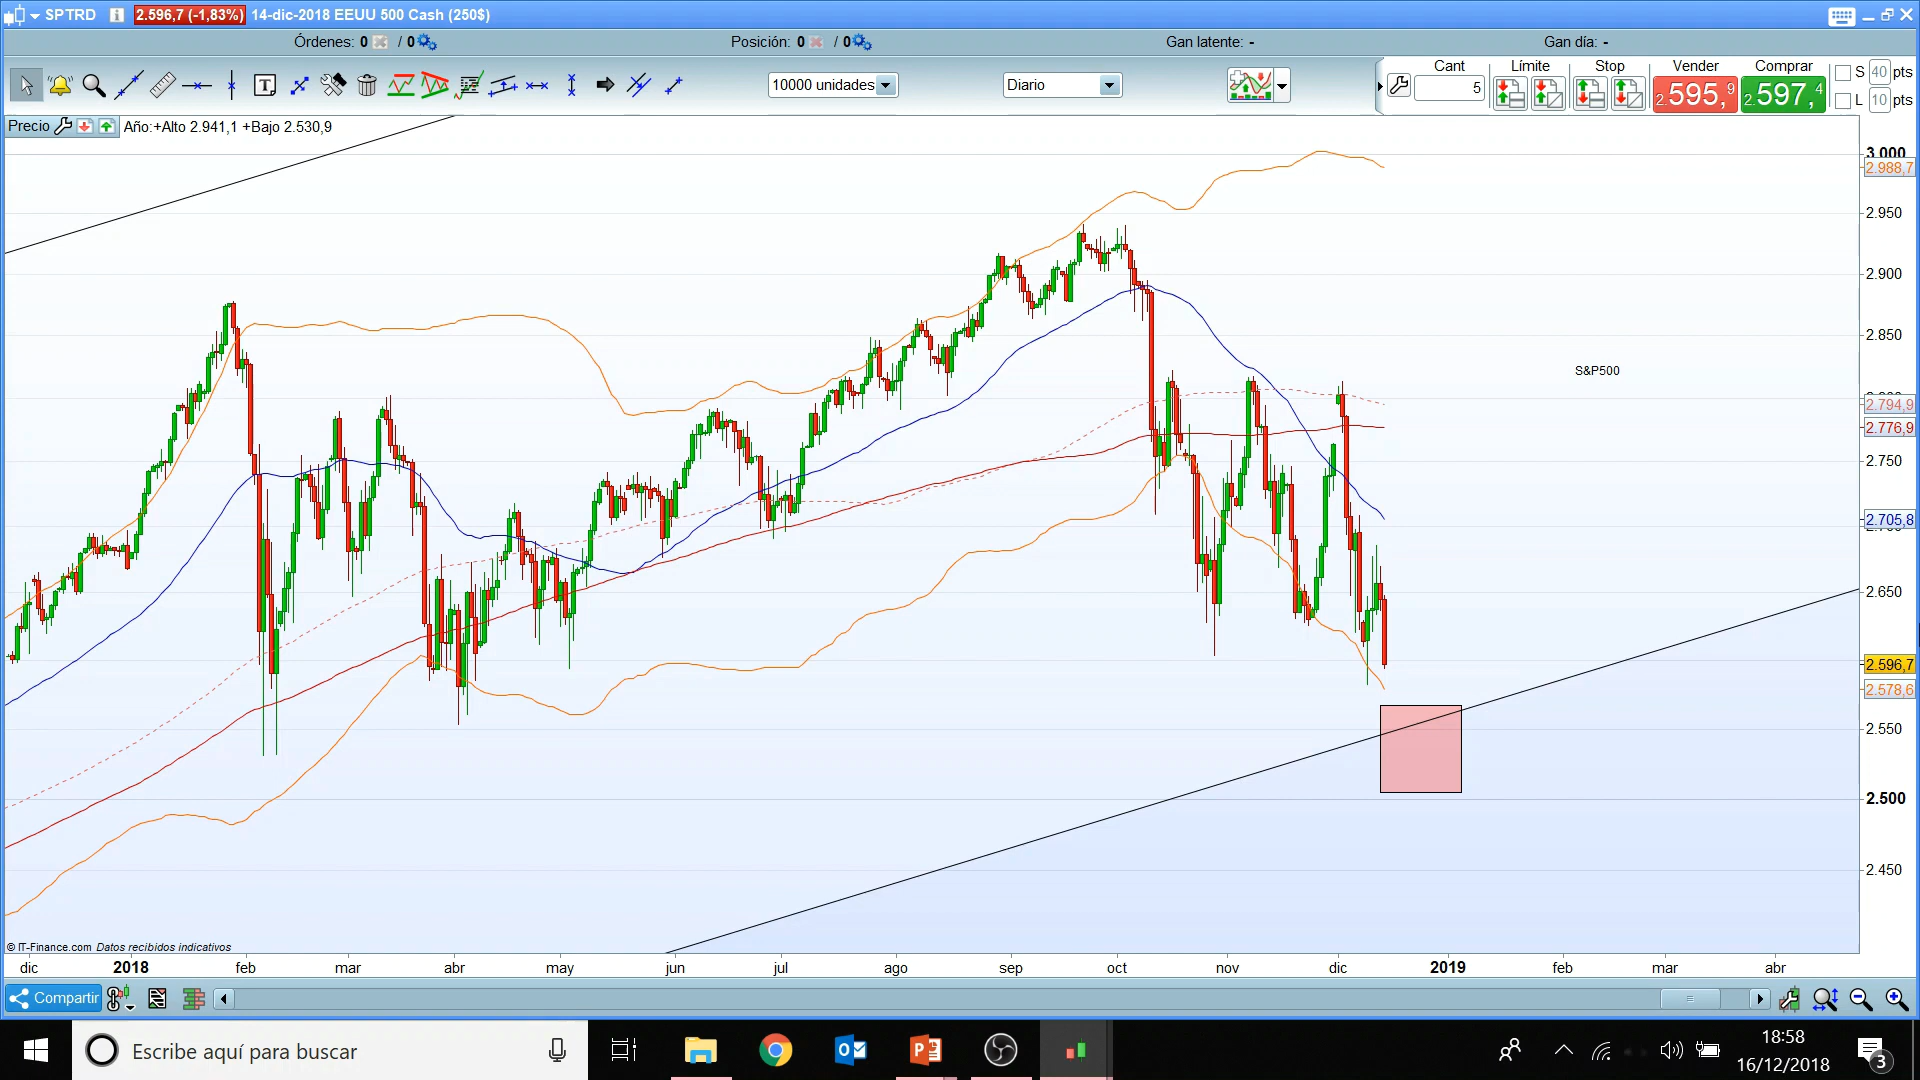 SPTRD i 2.596,7 (-1,83%) 14-dic-2018 EEUU 500 Cash (250$)
Órdenes: 0 / 0 Posición: 0 / 0 Gan latente: - Gan día: -
10000 unidades Diario
Cant Límite Stop Vender Comprar
5 2.595,9 2.597,4
S 40 pts
L 10 pts
Precio Año:+Alto 2.941,1 +Bajo 2.530,9
3.000
2.988,7
2.950
2.900
2.850
S&P500
2.794,9
2.776,9
2.750
2.705,8
2.650
2.596,7
2.578,6
2.550
2.500
2.450
© IT-Finance.com Datos recibidos indicativos
dic 2018 feb mar abr may jun jul ago sep oct nov dic 2019 feb mar abr
Compartir
Escribe aquí para buscar
18:58
16/12/2018
3